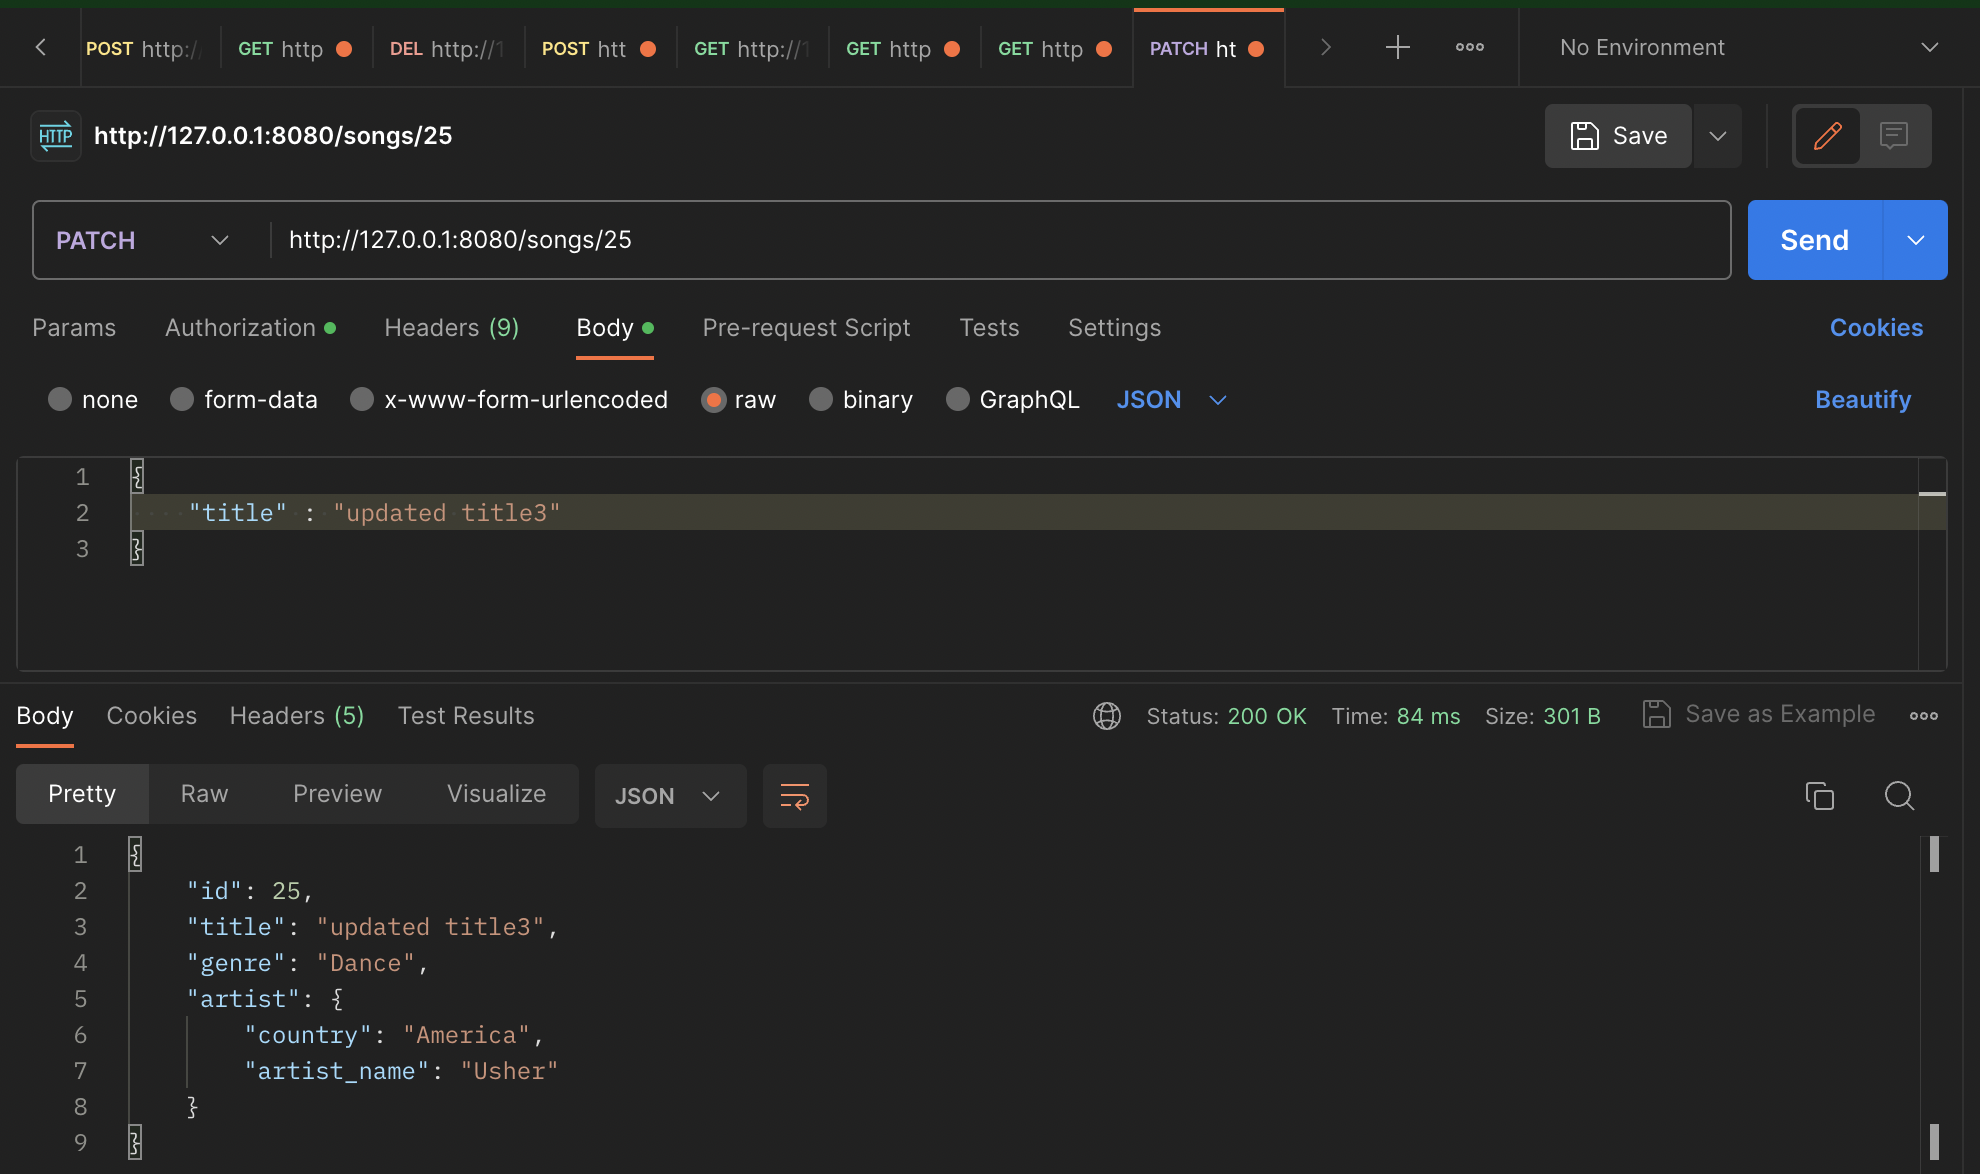 POST http:/ GET http DEL http:// POST htt GET http:// GET http GET http PATCH ht No Environment
HTTP http://127.0.0.1:8080/songs/25 Save
PATCH http://127.0.0.1:8080/songs/25 Send
Params Authorization Headers (9) Body Pre-request Script Tests Settings Cookies
none form-data x-www-form-urlencoded raw binary GraphQL JSON Beautify
1 {
2 "title" : "updated title3"
3 }
Body Cookies Headers (5) Test Results Status: 200 OK Time: 84 ms Size: 301 B Save as Example
Pretty Raw Preview Visualize JSON
1 {
2 "id": 25,
3 "title": "updated title3",
4 "genre": "Dance",
5 "artist": {
6 "country": "America",
7 "artist_name": "Usher"
8 }
9 }